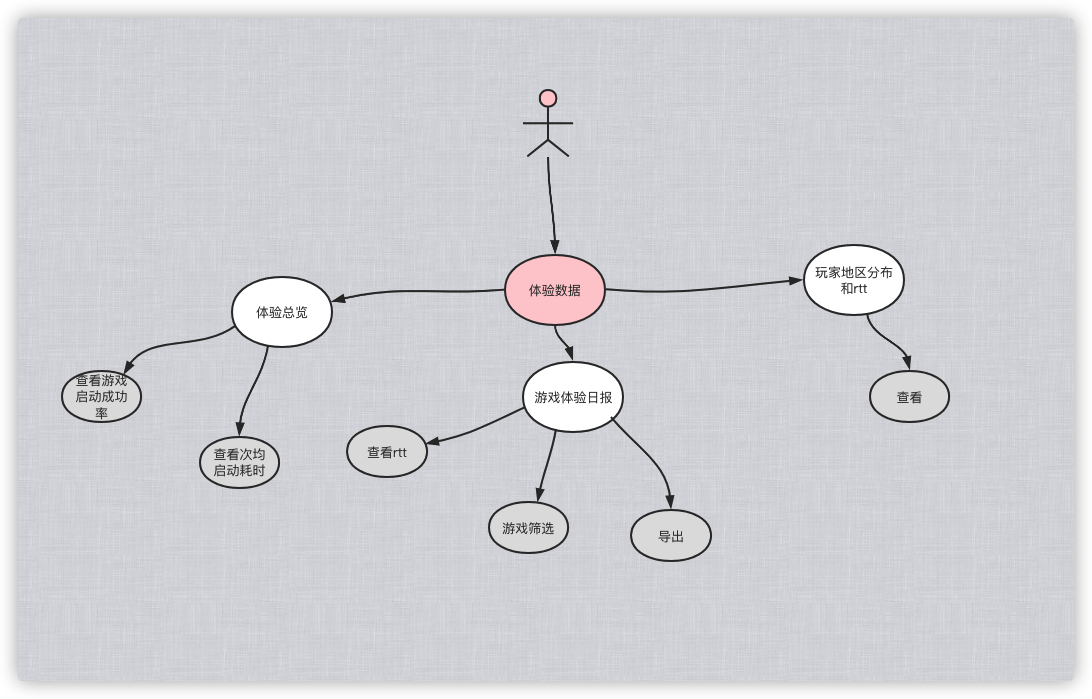 体验数据
玩家地区分布
和rtt
体验总览
查看游戏
启动成功
率
查看次均
启动耗时
游戏体验日报
查看rtt
游戏筛选
导出
查看